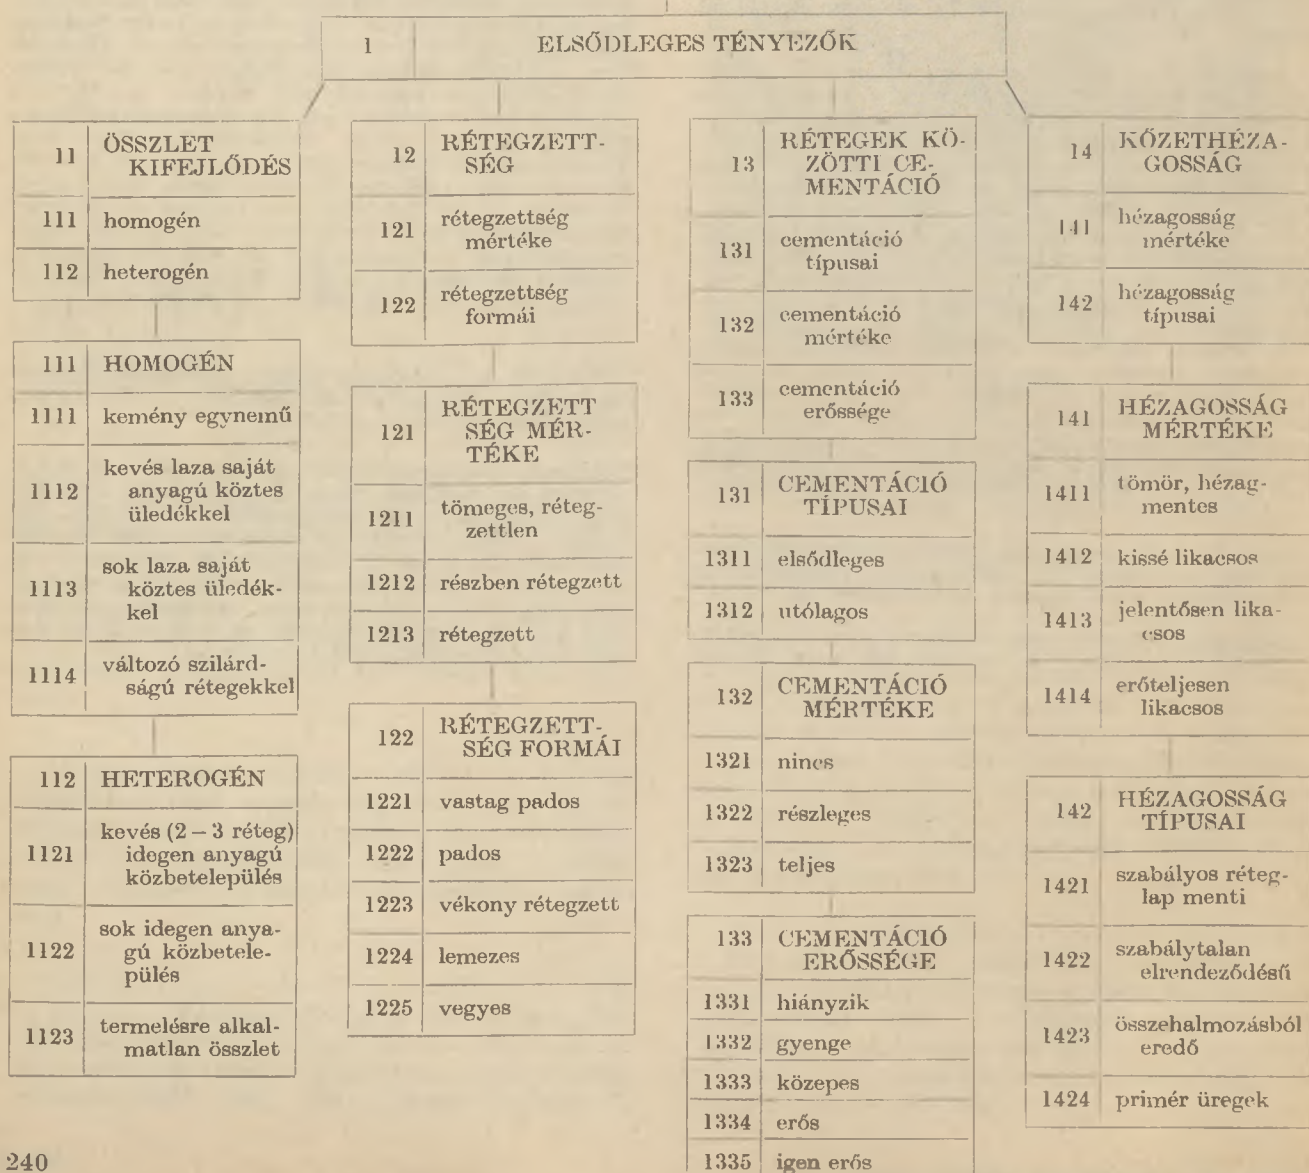 1 ELSŐDLEGES TÉNYEZŐK
11 ÖSSZLET
KIFEJLŐDÉS
111 homogén
112 heterogén
111 HOMOGÉN
1111 kemény egynemű
1112 kevés laza saját
anyagú köztes
üledékkel
1113 sok laza saját
köztes üledék-
kel
1114 változó szilárd-
ságú rétegekkel
112 HETEROGÉN
1121 kevés (2 – 3 réteg)
idegen anyagú
közbetelepülés
1122 sok idegen anya-
gú közbetele-
pülés
1123 termelésre alkal-
matlan összlet
12 RÉTEGZETT-
SÉG
121 rétegzettség
mértéke
122 rétegzettség
formái
121 RÉTEGZETT
SÉG MÉR-
TÉKE
1211 tömeges, réteg-
zettlen
1212 részben rétegzett
1213 rétegzett
122 RÉTEGZETT-
SÉG FORMÁI
1221 vastag pados
1222 pados
1223 vékony rétegzett
1224 lemezes
1225 vegyes
13 RÉTEGEK KÖ-
ZÖTTI CE-
MENTÁCIÓ
131 cementáció
típusai
132 cementáció
mértéke
133 cementáció
erőssége
131 CEMENTÁCIÓ
TÍPUSAI
1311 elsődleges
1312 utólagos
132 CEMENTÁCIÓ
MÉRTÉKE
1321 nincs
1322 részleges
1323 teljes
133 CEMENTÁCIÓ
ERŐSSÉGE
1331 hiányzik
1332 gyenge
1333 közepes
1334 erős
1335 igen erős
14 KŐZETHÉZA-
GOSSÁG
141 hézagosság
mértéke
142 hézagosság
típusai
141 HÉZAGOSSÁG
MÉRTÉKE
1411 tömör, hézag-
mentes
1412 kissé likacsos
1413 jelentősen lika-
csos
1414 erőteljesen
likacsos
142 HÉZAGOSSÁG
TÍPUSAI
1421 szabályos réteg-
lap menti
1422 szabálytalan
elrendeződésű
1423 összehalmozásból
eredő
1424 primér üregek
240